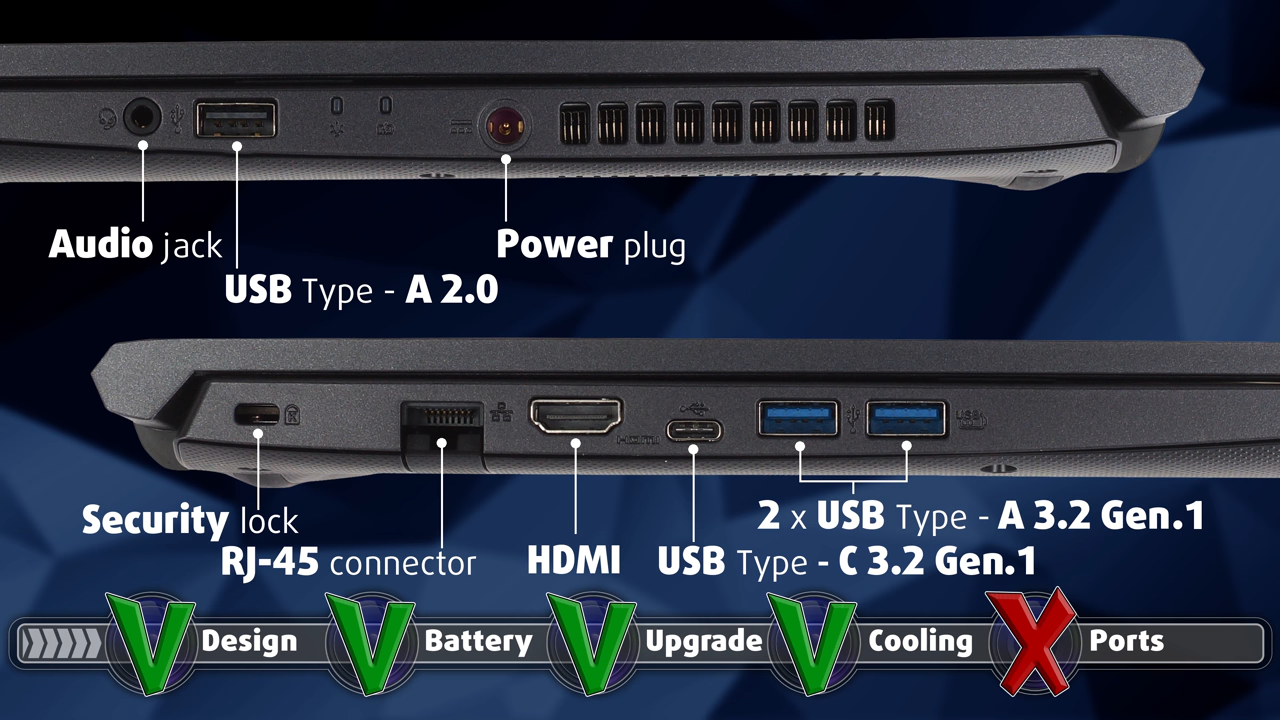 Audio jack
Power plug
USB Type - A 2.0
HDMI
2 x USB Type - A 3.2 Gen.1
Security lock
RJ-45 connector
HDMI
USB Type - C 3.2 Gen.1
V Design
V Battery
V Upgrade
V Cooling
X Ports